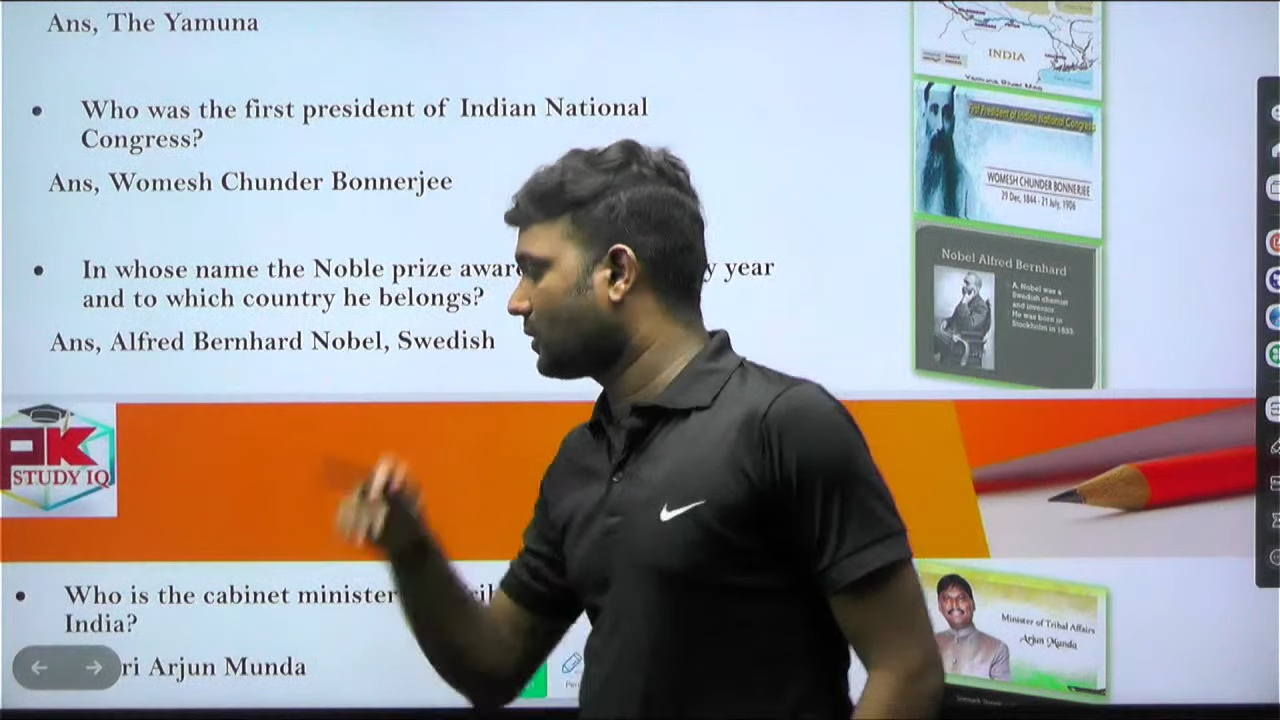 Ans, The Yamuna
INDIA
Yamuna River Map
Who was the first president of Indian National
Congress?
Ans, Womesh Chunder Bonnerjee
First President of Indian National Congress
WOMESH CHUNDER BONNERJEE
29 Dec, 1844 - 21 July, 1906
In whose name the Noble prize year
and to which country he belongs?
Ans, Alfred Bernhard Nobel, Swedish
Nobel Alfred Bernhard
A. Nobel was a
Swedish chemist
and inventor.
He was born in
Stockholm in 1833.
PK
STUDY IQ
Who is the cabinet minister
India?
ri Arjun Munda
Minister of Tribal Affairs
Arjun Munda